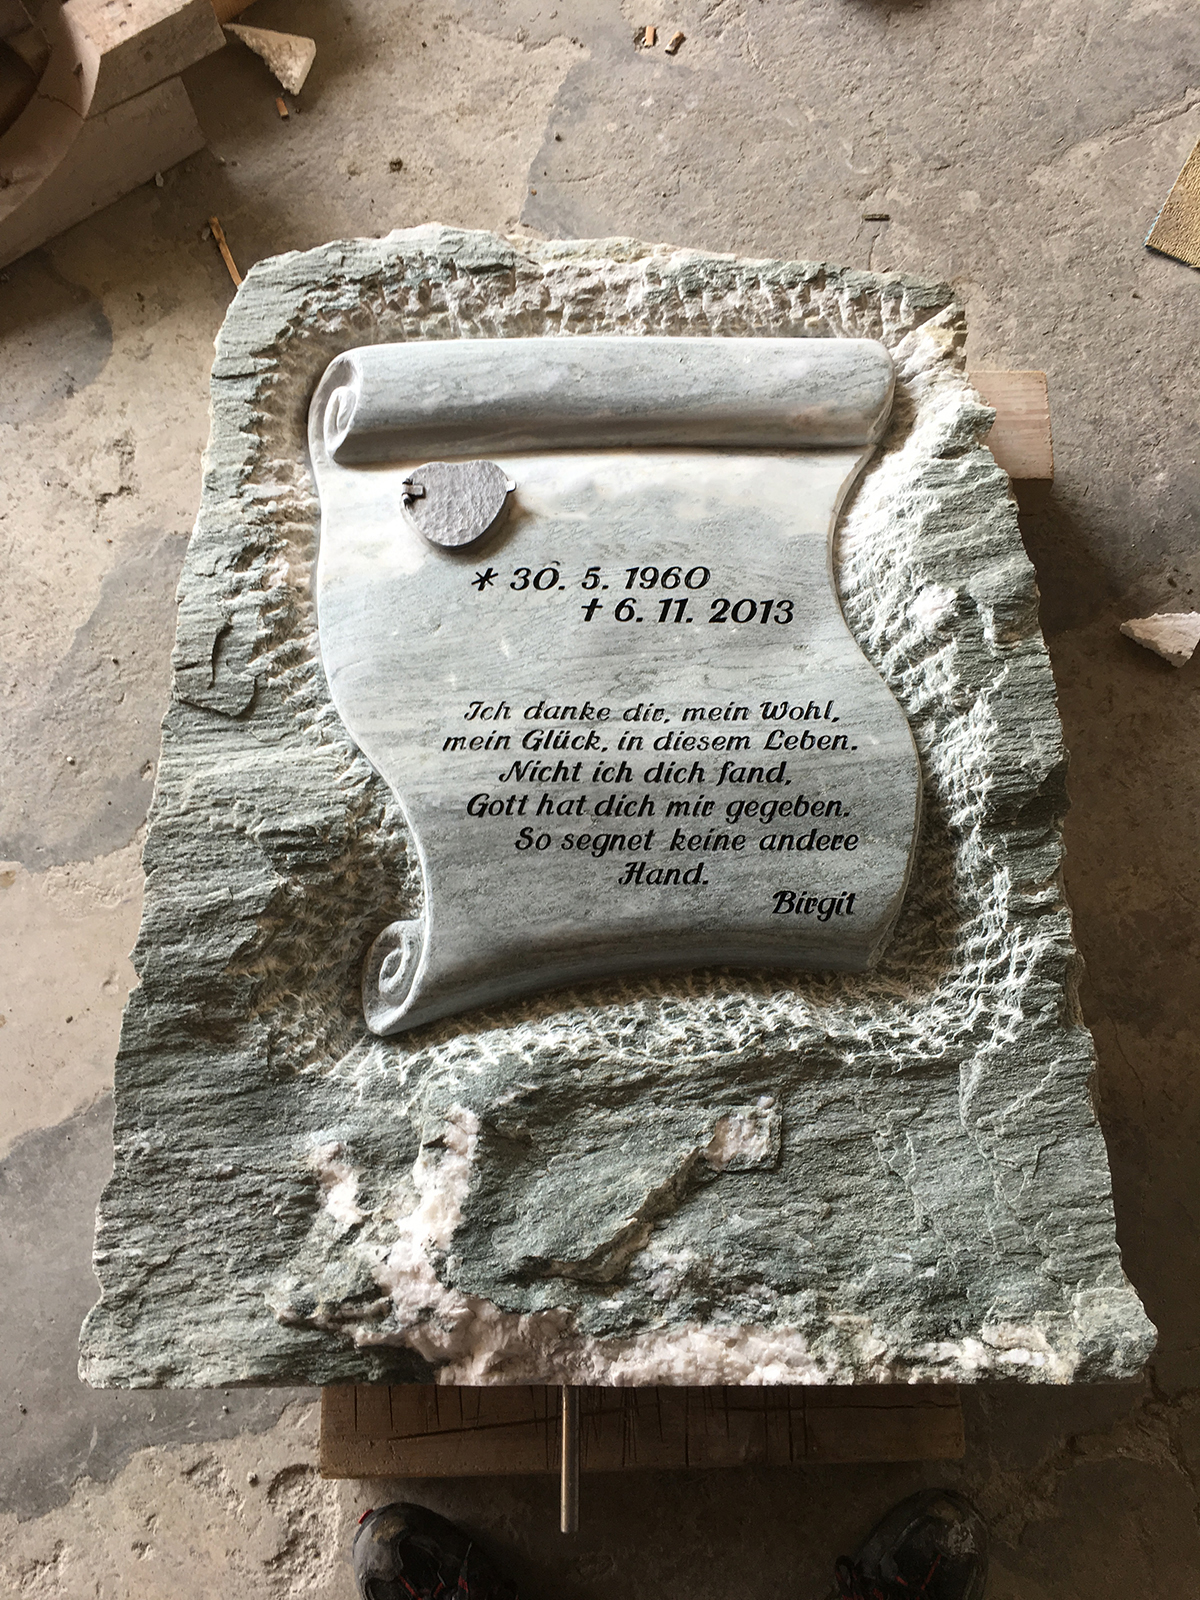 * 30. 5. 1960
† 6. 11. 2013
Ich danke dir, mein Wohl,
mein Glück, in diesem Leben.
Nicht ich dich fand,
Gott hat dich mir gegeben.
So segnet keine andere
Hand.
Birgit